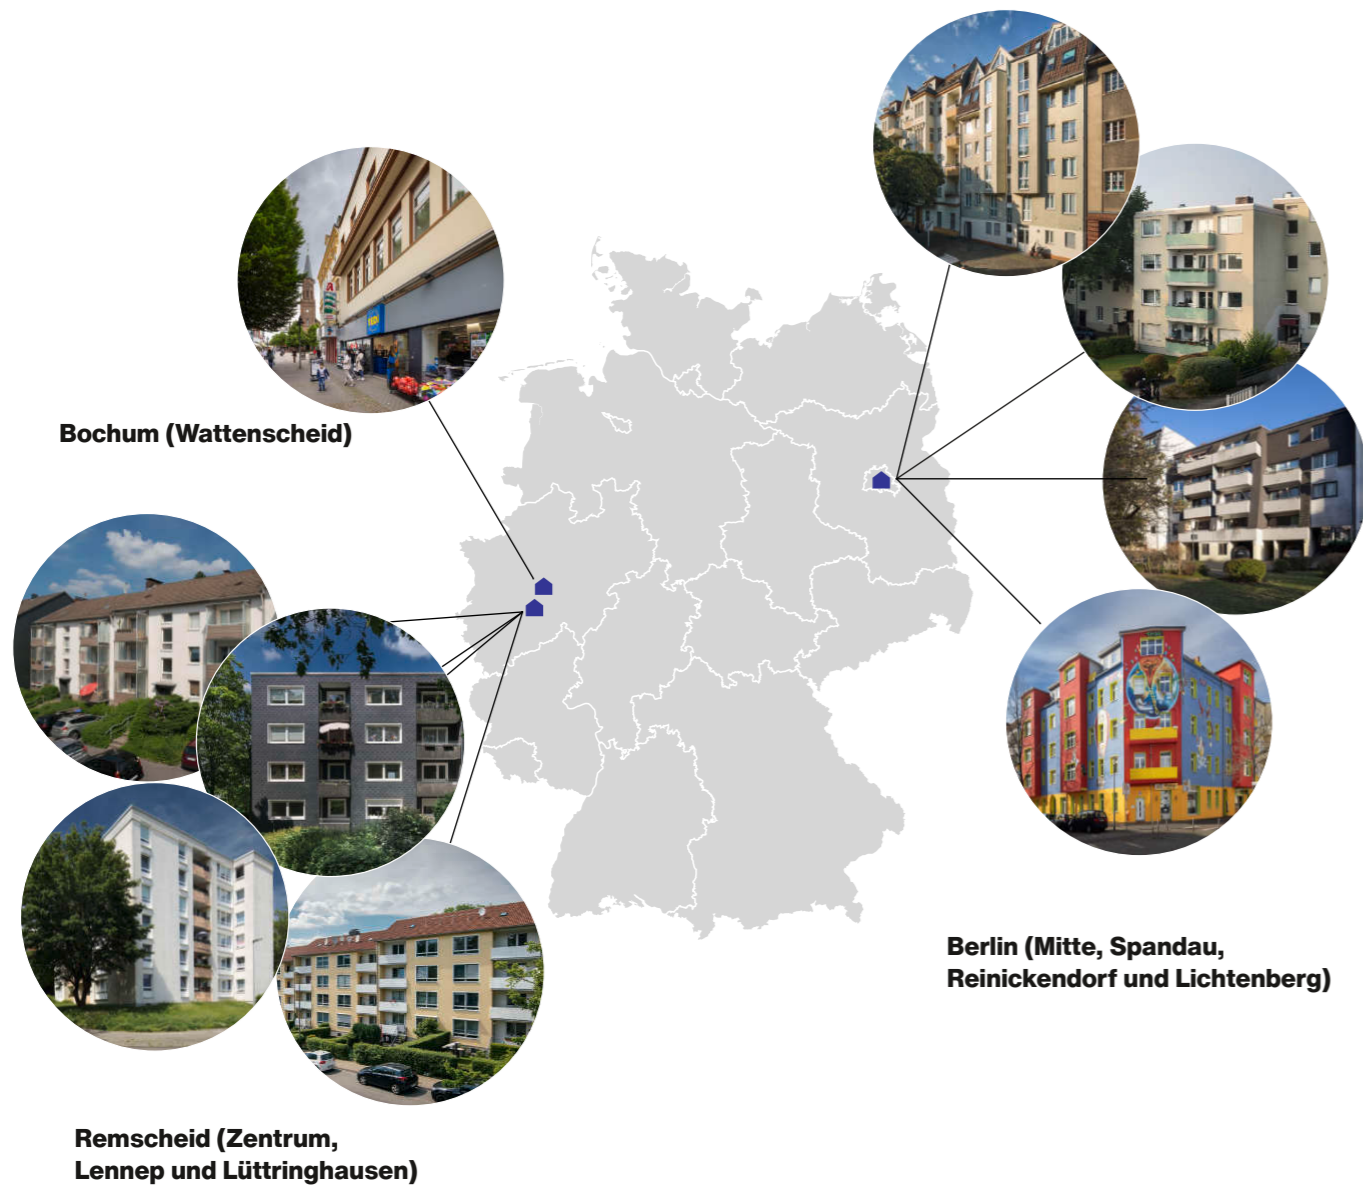 Bochum (Wattenscheid)
Berlin (Mitte, Spandau,
Reinickendorf und Lichtenberg)
Remscheid (Zentrum,
Lennep und Lüttringhausen)